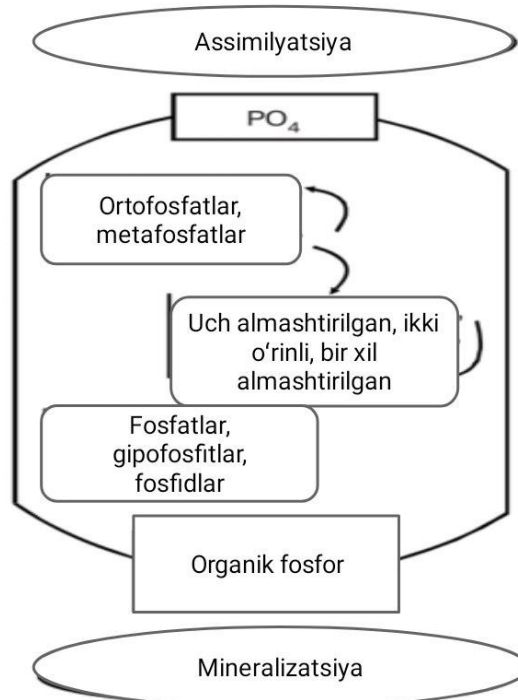 Assimilyatsiya
PO₄
Ortofosfatlar,
metafosfatlar
Uch almashtirilgan, ikki
o‘rinli, bir xil
almashtirilgan
Fosfatlar,
gipofosfitlar,
fosfidlar
Organik fosfor
Mineralizatsiya